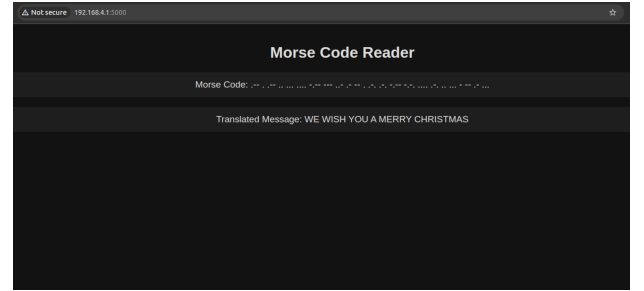 Not secure 192.168.4.1:5000
Morse Code Reader
Morse Code: .-- . .-- .. ... .... -.-- --- ..- .- -- . .-. .-. -.-- -.-. .... .-. .. ... - -- .- ...
Translated Message: WE WISH YOU A MERRY CHRISTMAS